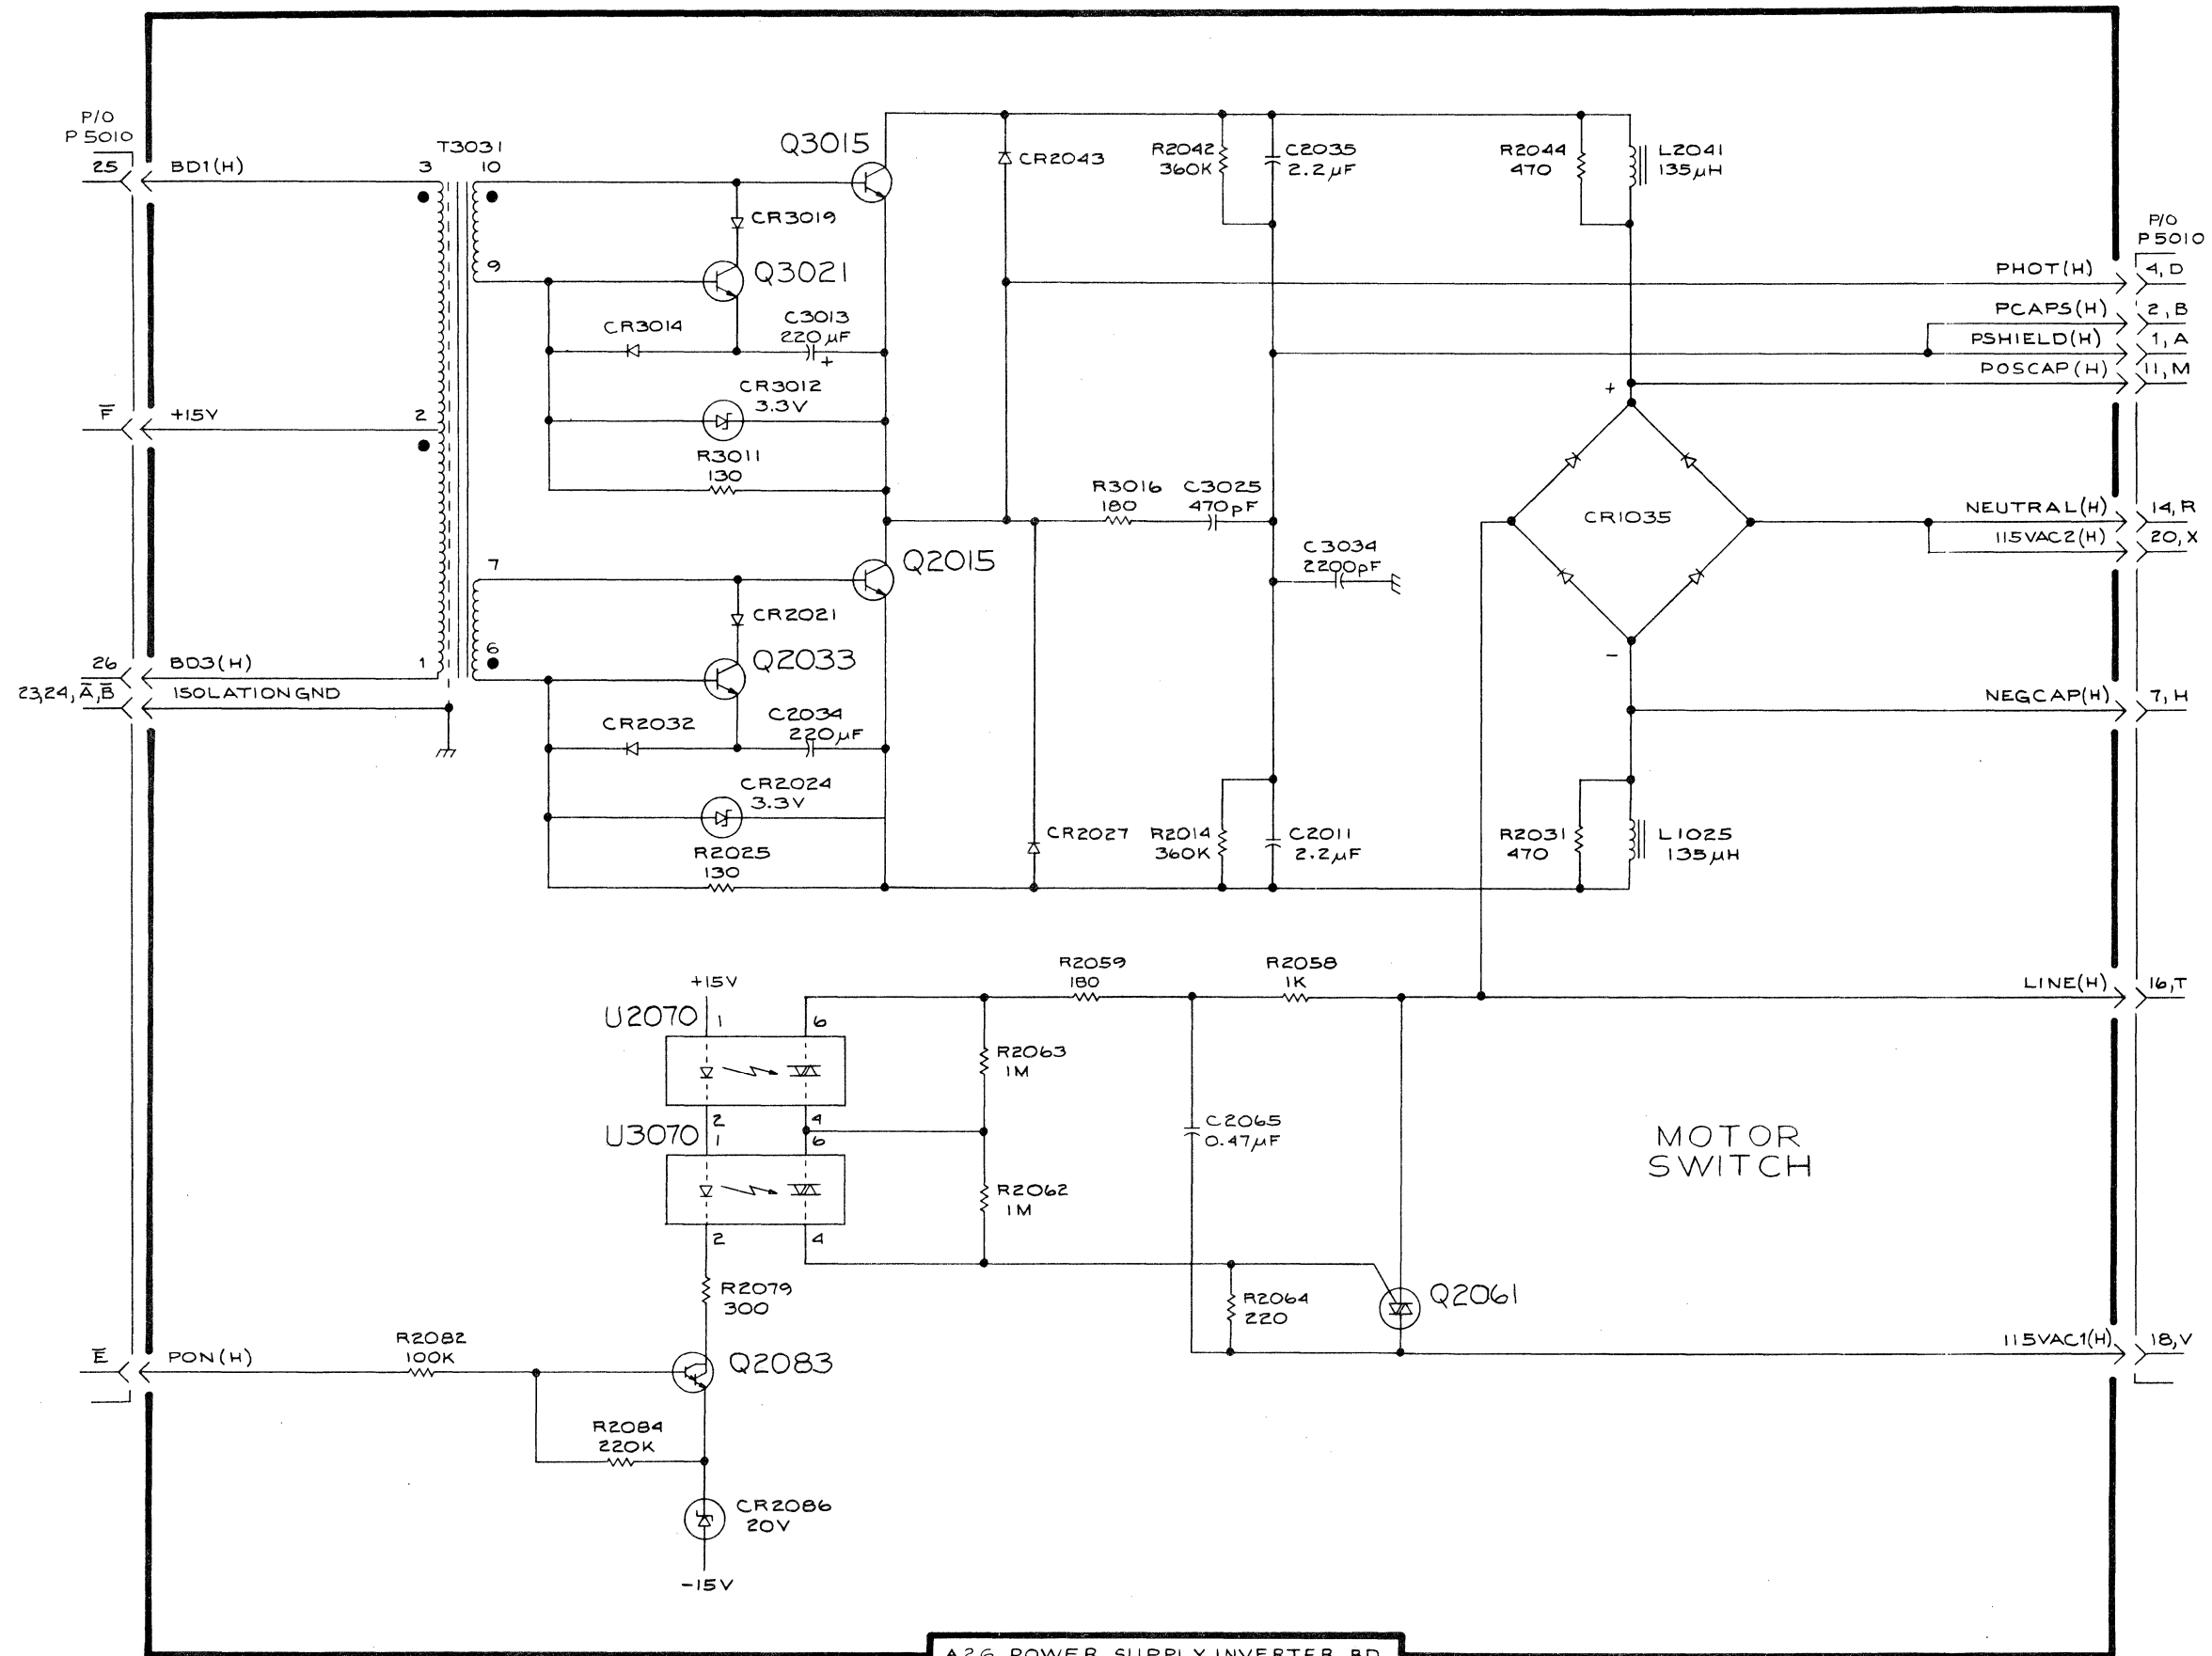 P/O
P5010
25
BD1(H)
T3031
3
10
Q3015
CR3019
9
Q3021
CR3014
C3013
220µF
+
CR3012
3.3V
R3011
130
F̅
+15V
2
7
Q2015
CR2021
6
Q2033
CR2032
C2034
220µF
CR2024
3.3V
R2025
130
26
BD3(H)
1
23,24,A̅,B̅
ISOLATION GND
CR2043
R2042
360K
C2035
2.2µF
R2044
470
L2041
135µH
R3016
180
C3025
470pF
C3034
2200pF
CR2027
R2014
360K
C2011
2.2µF
R2031
470
L1025
135µH
+
CR1035
−
P/O
P5010
PHOT(H)
4,D
PCAPS(H)
2,B
PSHIELD(H)
1,A
POSCAP(H)
11,M
NEUTRAL(H)
14,R
115VAC2(H)
20,X
NEGCAP(H)
7,H
LINE(H)
16,T
R2059
180
R2058
1K
+15V
U2070
1
6
R2063
1M
2
4
U3070
1
6
C2065
0.47µF
R2062
1M
2
4
MOTOR
SWITCH
R2079
300
R2064
220
Q2061
115VAC1(H)
18,V
E̅
PON(H)
R2082
100K
Q2083
R2084
220K
CR2086
20V
-15V
A26 POWER SUPPLY INVERTER BD